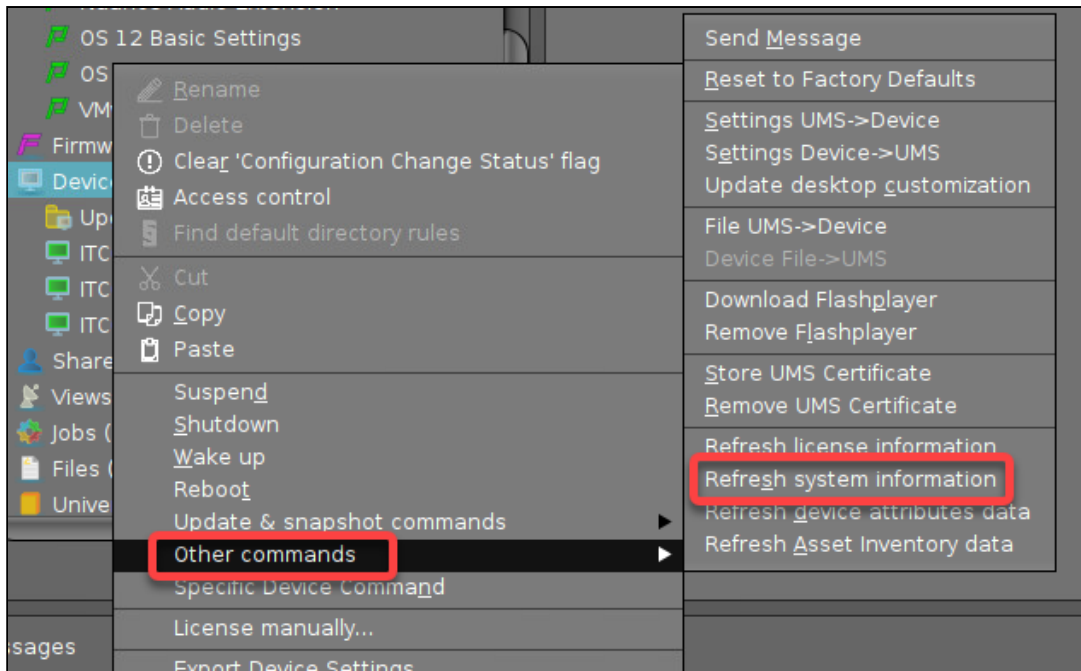 OS 12 Basic Settings
OS
VM
Firmw
Devic
Up
ITC
ITC
ITC
Share
Views
Jobs (
Files (
Unive
ssages
Rename
Delete
Clear 'Configuration Change Status' flag
Access control
Find default directory rules
Cut
Copy
Paste
Suspend
Shutdown
Wake up
Reboot
Update & snapshot commands
Other commands
Specific Device Command
License manually...
Export Device Settings
Send Message
Reset to Factory Defaults
Settings UMS->Device
Settings Device->UMS
Update desktop customization
File UMS->Device
Device File->UMS
Download Flashplayer
Remove Flashplayer
Store UMS Certificate
Remove UMS Certificate
Refresh license information
Refresh system information
Refresh device attributes data
Refresh Asset Inventory data